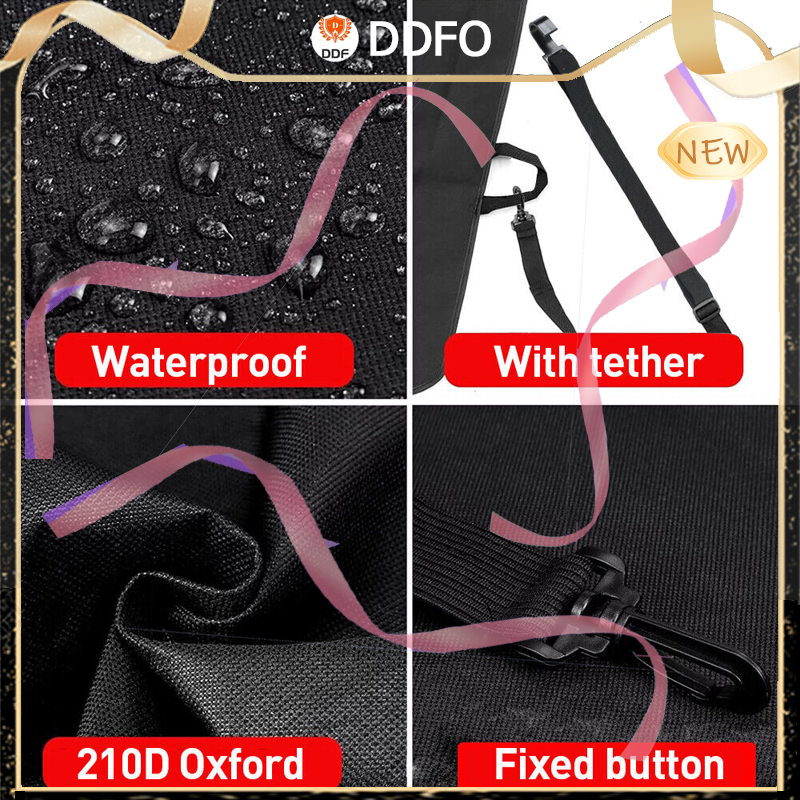 DDF
DDFO
NEW
Waterproof
With tether
210D Oxford
Fixed button